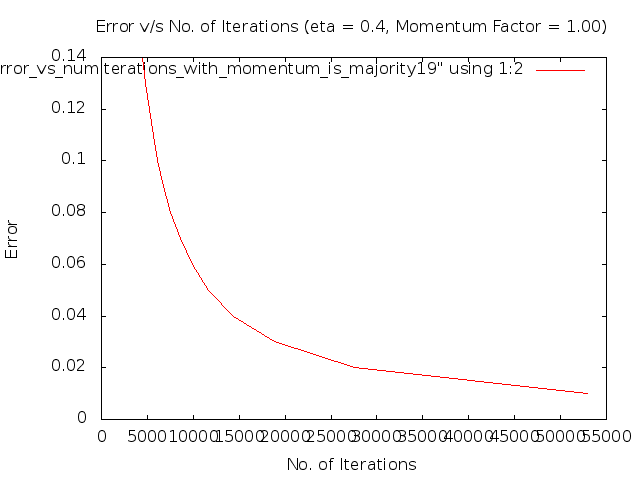 Error v/s No. of Iterations (eta = 0.4, Momentum Factor = 1.00)
rror_vs_numiterations_with_momentum_is_majority19" using 1:2
0.14
0.12
0.1
0.08
0.06
0.04
0.02
0
Error
0 5000 10000 15000 20000 25000 30000 35000 40000 45000 50000 55000
No. of Iterations